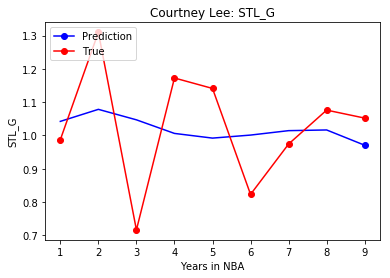 Courtney Lee: STL_G
Prediction
True
1.3
1.2
1.1
1.0
0.9
0.8
0.7
STL_G
1 2 3 4 5 6 7 8 9
Years in NBA